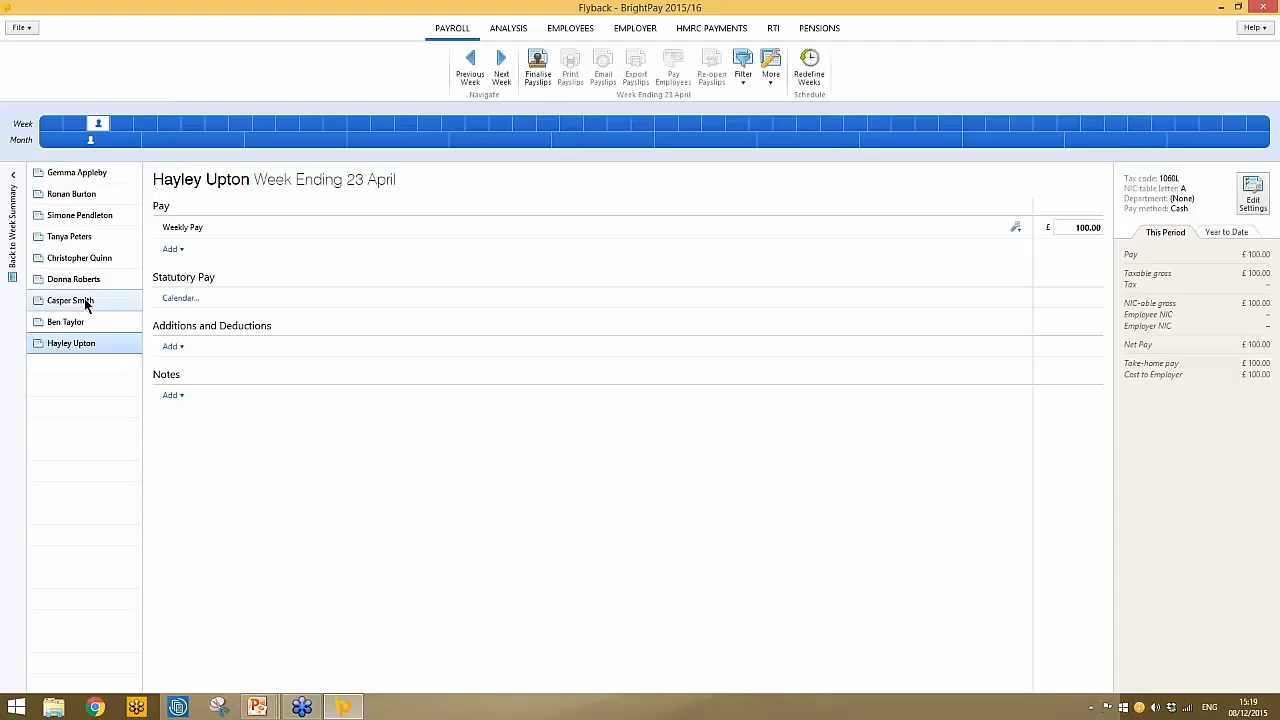 Flyback - BrightPay 2015/16
File
PAYROLL ANALYSIS EMPLOYEES EMPLOYER HMRC PAYMENTS RTI PENSIONS
Help
Previous Week
Next Week
Finalise Payslips
Print Payslips
Email Payslips
Export Payslips
Pay Employees
Re-open Payslips
Filter
More
Redefine Weeks
Navigate
Week Ending 23 April
Schedule
Week
Month
Back to Week Summary
Gemma Appleby
Ronan Burton
Simone Pendleton
Tanya Peters
Christopher Quinn
Donna Roberts
Casper Smith
Ben Taylor
Hayley Upton
Hayley Upton Week Ending 23 April
Pay
Weekly Pay £ 100.00
Add
Statutory Pay
Calendar...
Additions and Deductions
Add
Notes
Add
Tax code: 1060L
NIC table letter: A
Department: (None)
Pay method: Cash
Edit Settings
This Period Year to Date
Pay £ 100.00
Taxable gross £ 100.00
Tax –
NIC-able gross £ 100.00
Employee NIC –
Employer NIC –
Net Pay £ 100.00
Take-home pay £ 100.00
Cost to Employer £ 100.00
ENG
15:19
08/12/2015